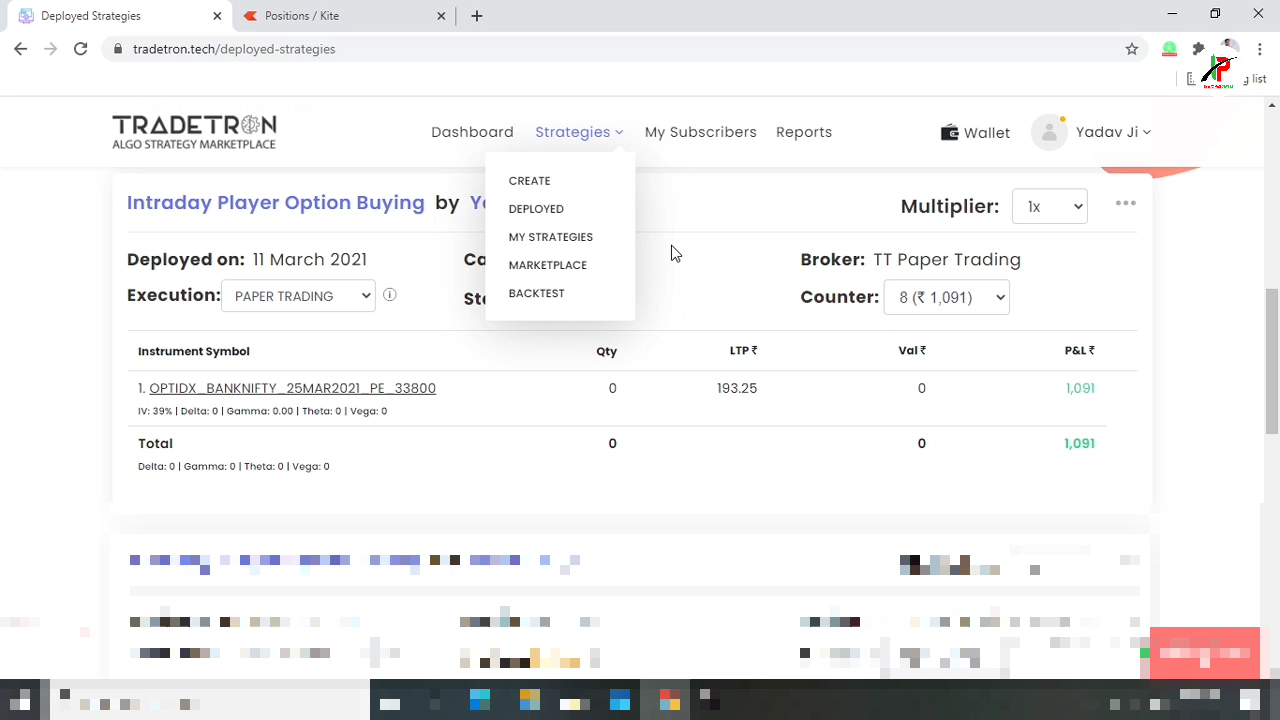 Deployed Strategies
Positions / Kite
tradetron.tech/deployed-strategies
g list
TRADETRON
ALGO STRATEGY MARKETPLACE
Dashboard
Strategies
My Subscribers
Reports
Wallet
Yadav Ji
CREATE
DEPLOYED
MY STRATEGIES
MARKETPLACE
BACKTEST
Intraday Player Option Buying by
Multiplier: 1x
Deployed on: 11 March 2021
Broker: TT Paper Trading
Execution: PAPER TRADING
Counter: 8 (₹ 1,091)
Instrument Symbol Qty LTP ₹ Val ₹ P&L ₹
1. OPTIDX_BANKNIFTY_25MAR2021_PE_33800 0 193.25 0 1,091
IV: 39% | Delta: 0 | Gamma: 0.00 | Theta: 0 | Vega: 0
Total 0 0 1,091
Delta: 0 | Gamma: 0 | Theta: 0 | Vega: 0